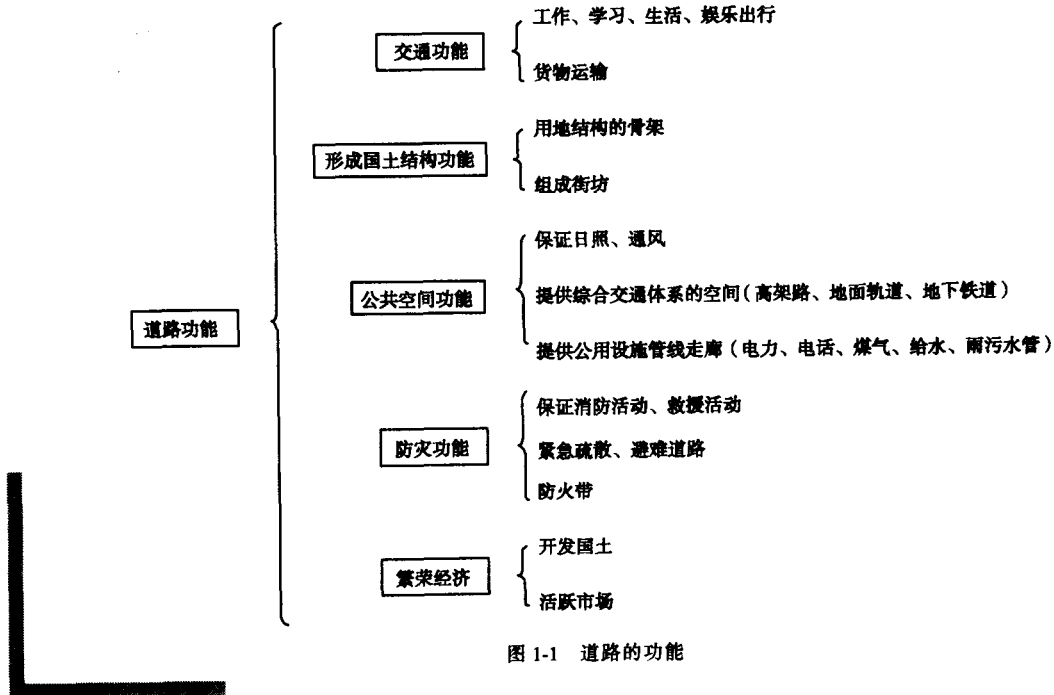 道路功能
交通功能
工作、学习、生活、娱乐出行
货物运输
形成国土结构功能
用地结构的骨架
组成街坊
公共空间功能
保证日照、通风
提供综合交通体系的空间(高架路、地面轨道、地下铁道)
提供公用设施管线走廊(电力、电话、煤气、给水、雨污水管)
防灾功能
保证消防活动、救援活动
紧急疏散、避难道路
防火带
繁荣经济
开发国土
活跃市场
图 1-1 道路的功能